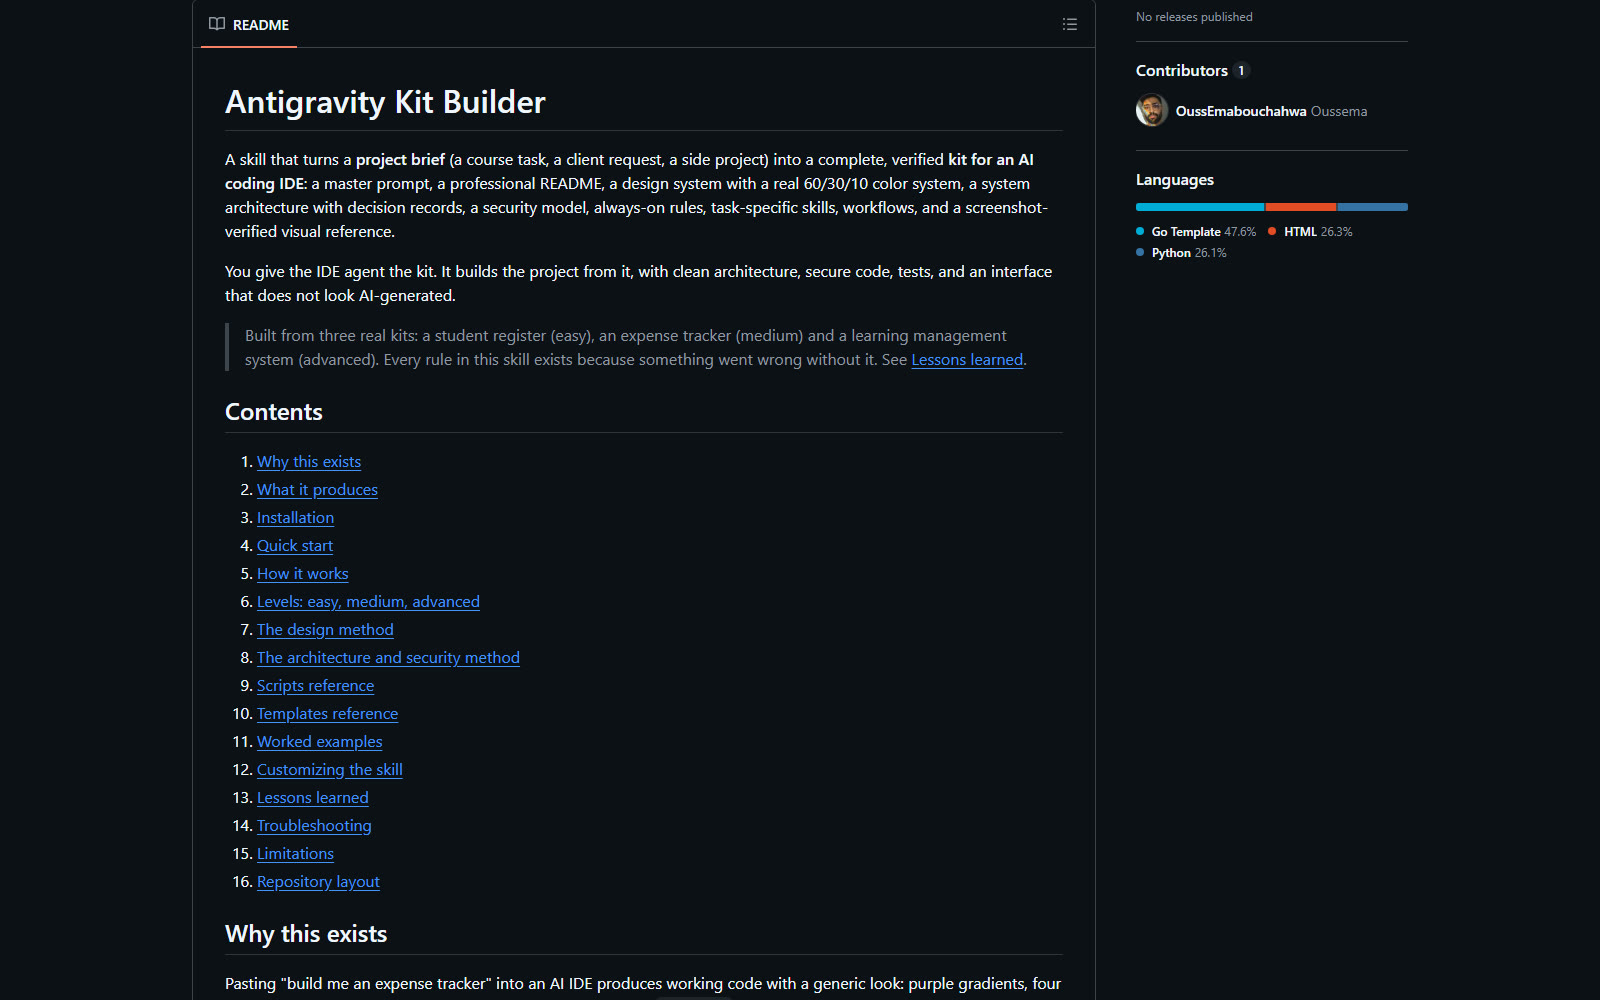 README
Antigravity Kit Builder
A skill that turns a project brief (a course task, a client request, a side project) into a complete, verified kit for an AI
coding IDE: a master prompt, a professional README, a design system with a real 60/30/10 color system, a system
architecture with decision records, a security model, always-on rules, task-specific skills, workflows, and a screenshot-
verified visual reference.
You give the IDE agent the kit. It builds the project from it, with clean architecture, secure code, tests, and an interface
that does not look AI-generated.
Built from three real kits: a student register (easy), an expense tracker (medium) and a learning management
system (advanced). Every rule in this skill exists because something went wrong without it. See Lessons learned.
Contents
1. Why this exists
2. What it produces
3. Installation
4. Quick start
5. How it works
6. Levels: easy, medium, advanced
7. The design method
8. The architecture and security method
9. Scripts reference
10. Templates reference
11. Worked examples
12. Customizing the skill
13. Lessons learned
14. Troubleshooting
15. Limitations
16. Repository layout
Why this exists
Pasting "build me an expense tracker" into an AI IDE produces working code with a generic look: purple gradients, four
No releases published
Contributors 1
OussEmabouchahwa Oussema
Languages
Go Template 47.6% HTML 26.3%
Python 26.1%